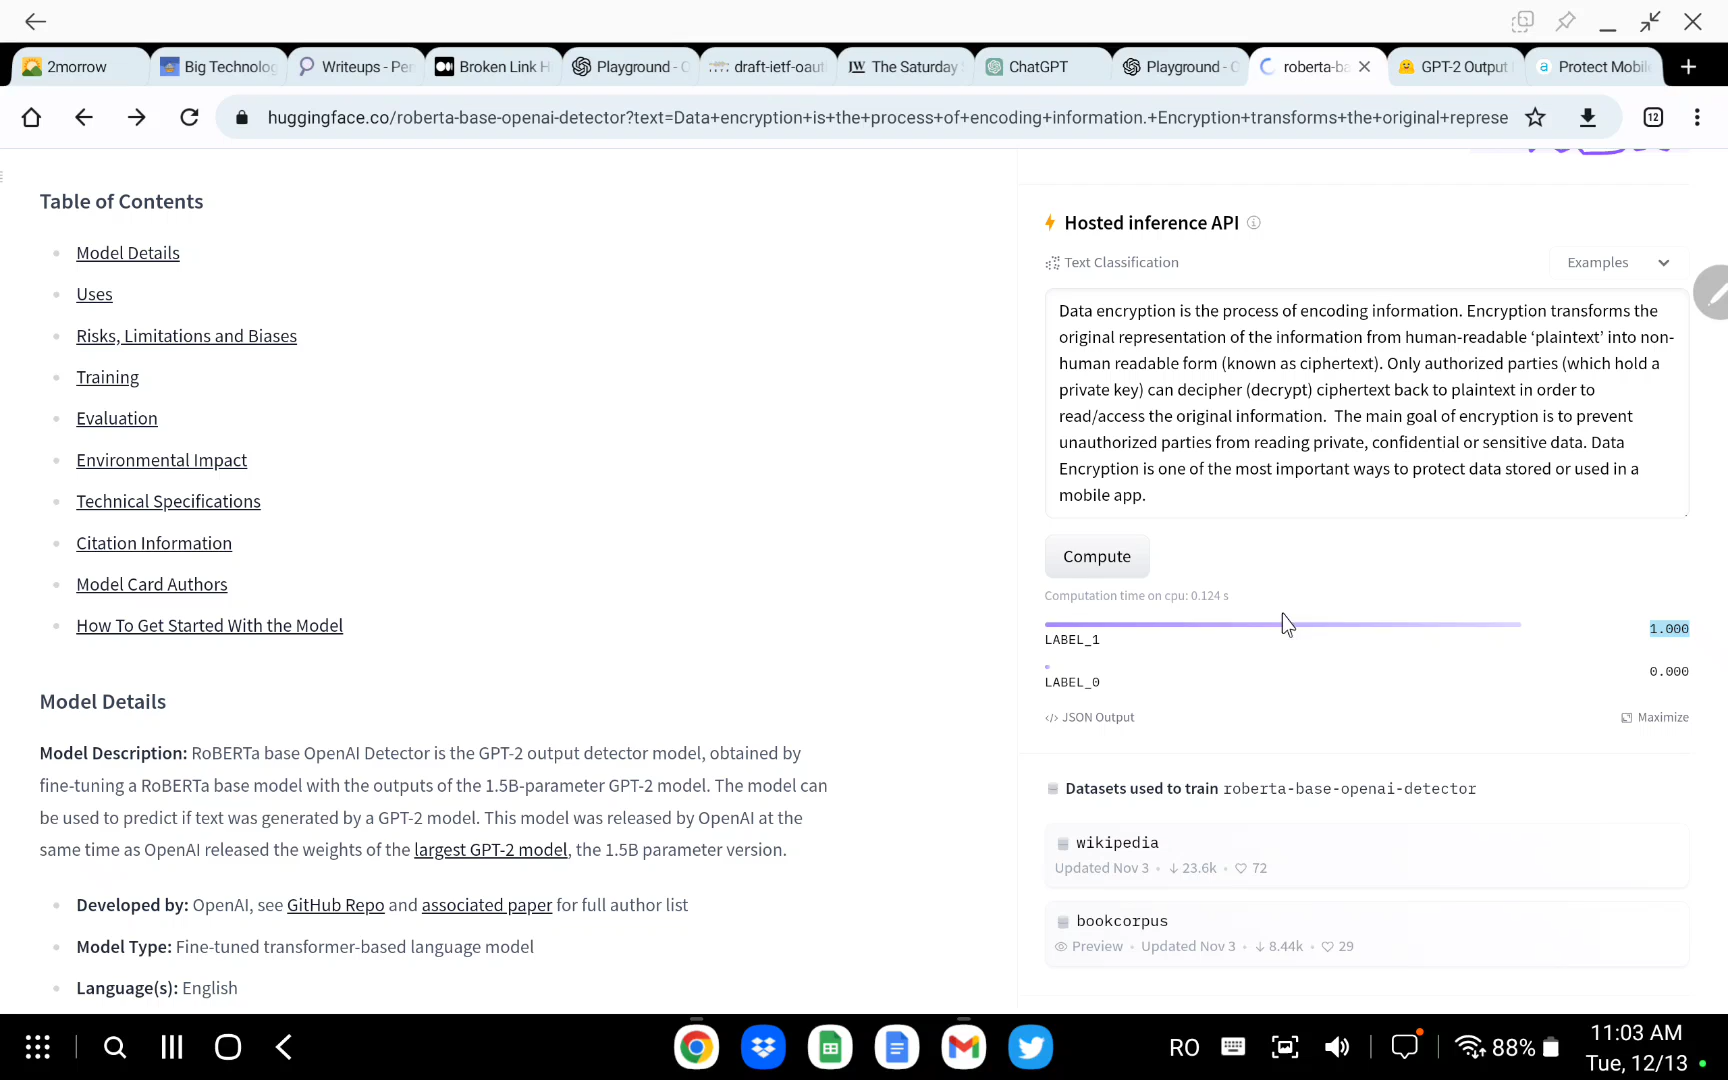 2morrow
Big Technolog
Writeups - Pen
Broken Link H
Playground - O
draft-ietf-oaut
The Saturday
ChatGPT
Playground - O
roberta-ba
GPT-2 Output
Protect Mobil
huggingface.co/roberta-base-openai-detector?text=Data+encryption+is+the+process+of+encoding+information.+Encryption+transforms+the+original+represe
12
Table of Contents
Model Details
Uses
Risks, Limitations and Biases
Training
Evaluation
Environmental Impact
Technical Specifications
Citation Information
Model Card Authors
How To Get Started With the Model
Model Details
Model Description: RoBERTa base OpenAI Detector is the GPT-2 output detector model, obtained by
fine-tuning a RoBERTa base model with the outputs of the 1.5B-parameter GPT-2 model. The model can
be used to predict if text was generated by a GPT-2 model. This model was released by OpenAI at the
same time as OpenAI released the weights of the largest GPT-2 model, the 1.5B parameter version.
Developed by: OpenAI, see GitHub Repo and associated paper for full author list
Model Type: Fine-tuned transformer-based language model
Language(s): English
Hosted inference API
Text Classification
Examples
Data encryption is the process of encoding information. Encryption transforms the
original representation of the information from human-readable ‘plaintext’ into non-
human readable form (known as ciphertext). Only authorized parties (which hold a
private key) can decipher (decrypt) ciphertext back to plaintext in order to
read/access the original information.  The main goal of encryption is to prevent
unauthorized parties from reading private, confidential or sensitive data. Data
Encryption is one of the most important ways to protect data stored or used in a
mobile app.
Compute
Computation time on cpu: 0.124 s
LABEL_1 1.000
LABEL_0 0.000
</> JSON Output
Maximize
Datasets used to train roberta-base-openai-detector
wikipedia
Updated Nov 3 • ↓ 23.6k • ♡ 72
bookcorpus
Preview • Updated Nov 3 • ↓ 8.44k • ♡ 29
RO
88%
11:03 AM
Tue, 12/13